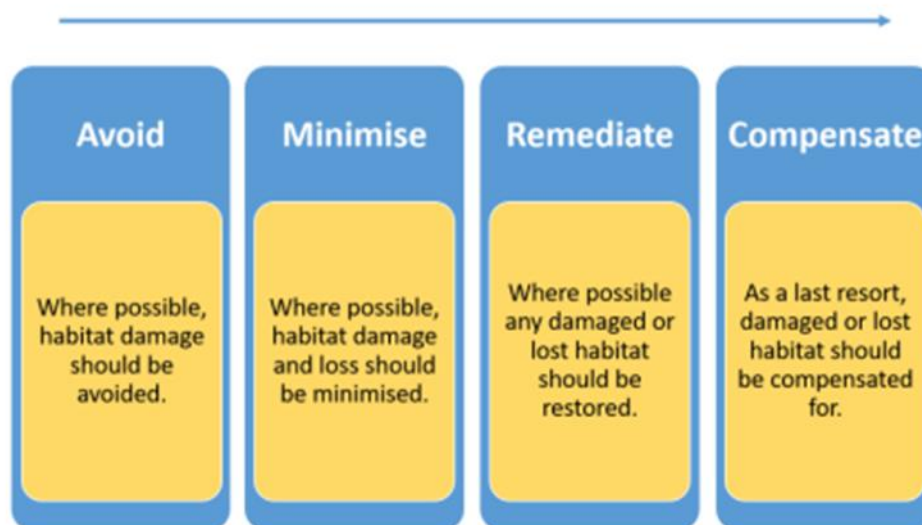 Avoid
Where possible,
habitat damage
should be
avoided.
Minimise
Where possible,
habitat damage
and loss should
be minimised.
Remediate
Where possible
any damaged or
lost habitat
should be
restored.
Compensate
As a last resort,
damaged or lost
habitat should
be compensated
for.